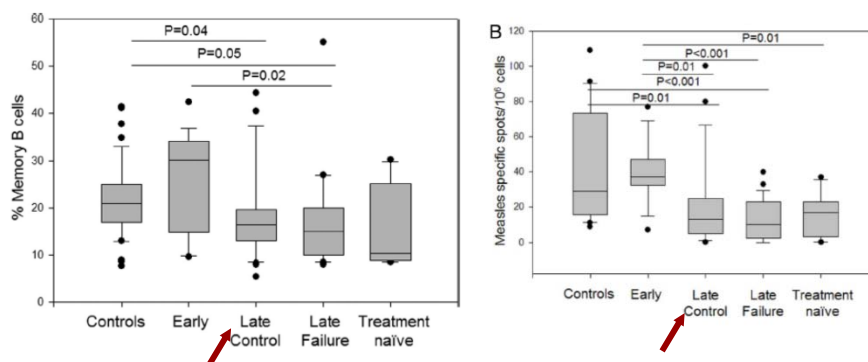 60
50
40
30
20
10
0
% Memory B cells
P=0.04
P=0.05
P=0.02
Controls
Early
Late
Control
Late
Failure
Treatment
naïve
B
120
100
80
60
40
20
0
Measles specific spots/10⁶ cells
P=0.01
P<0.001
P=0.01
P<0.001
P=0.01
Controls
Early
Late
Control
Late
Failure
Treatment
naïve